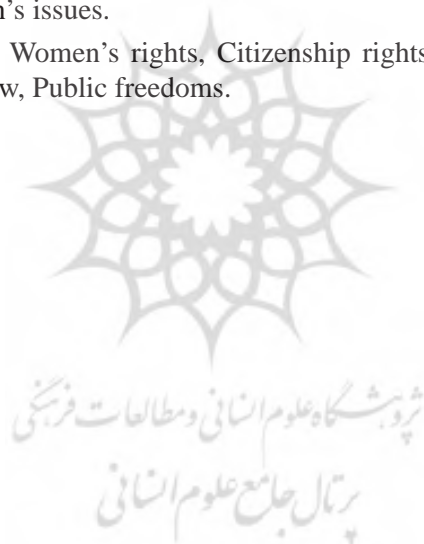 n's issues.
Women's rights, Citizenship rights
w, Public freedoms.
پژوهشگاه علوم انسانی و مطالعات فرهنگی
پرتال جامع علوم انسانی